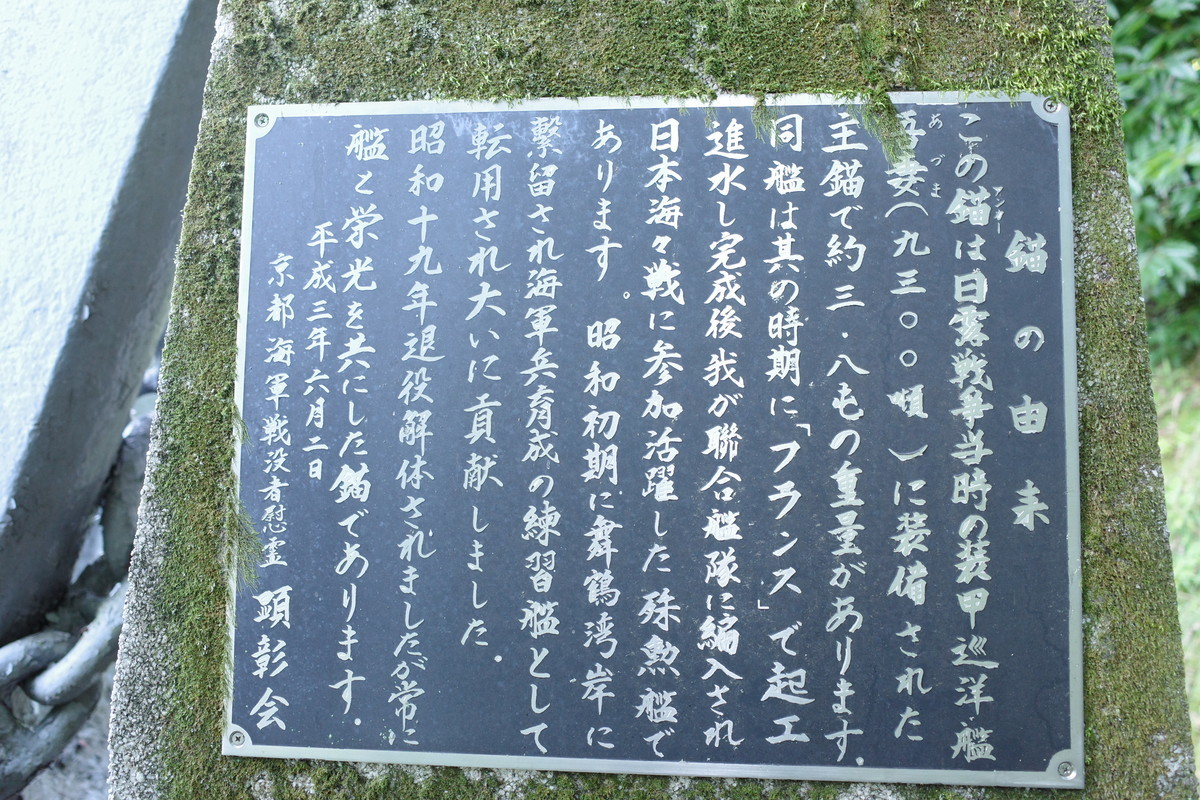 錨の由来
この錨は日露戦争当時の装甲巡洋艦
アンカー
吾妻(九三〇〇噸)に装備された
あづま
主錨で約三.八もの重量があります.
同艦は其の時期に「フランス」で起工
進水し完成後我が聯合艦隊に編入され
日本海々戦に参加活躍した殊勲艦で
あります。昭和初期に舞鶴湾岸に
繋留され海軍兵育成の練習艦として
転用され大いに貢献しました.
昭和十九年退役解体されましたが常に
艦と栄光を共にした錨であります.
平成三年六月二日
京都海軍戦没者慰霊 顕彰会